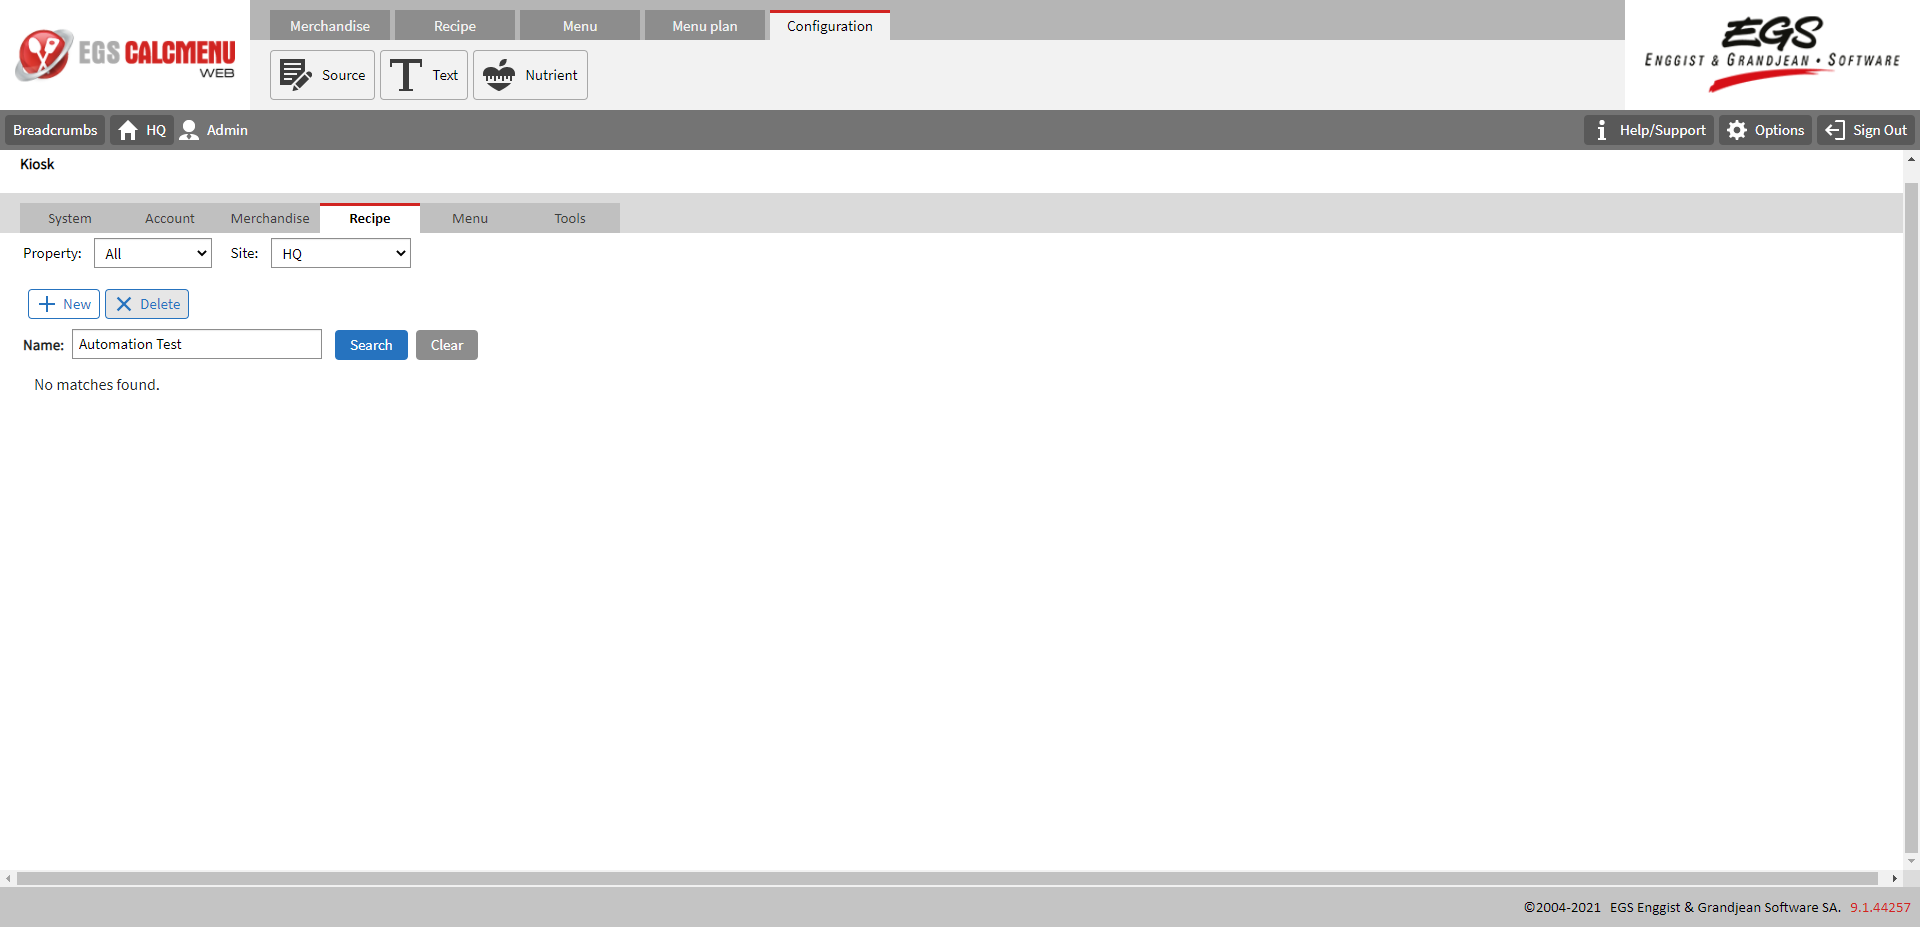 EGS CALCMENU
WEB
Merchandise
Recipe
Menu
Menu plan
Configuration
Source
Text
Nutrient
EGS
ENGGIST & GRANDJEAN • SOFTWARE
Breadcrumbs
HQ
Admin
Help/Support
Options
Sign Out
Kiosk
System
Account
Merchandise
Recipe
Menu
Tools
Property:
All
Site:
HQ
New
Delete
Name:
Automation Test
Search
Clear
No matches found.
©2004-2021 EGS Enggist & Grandjean Software SA. 9.1.44257